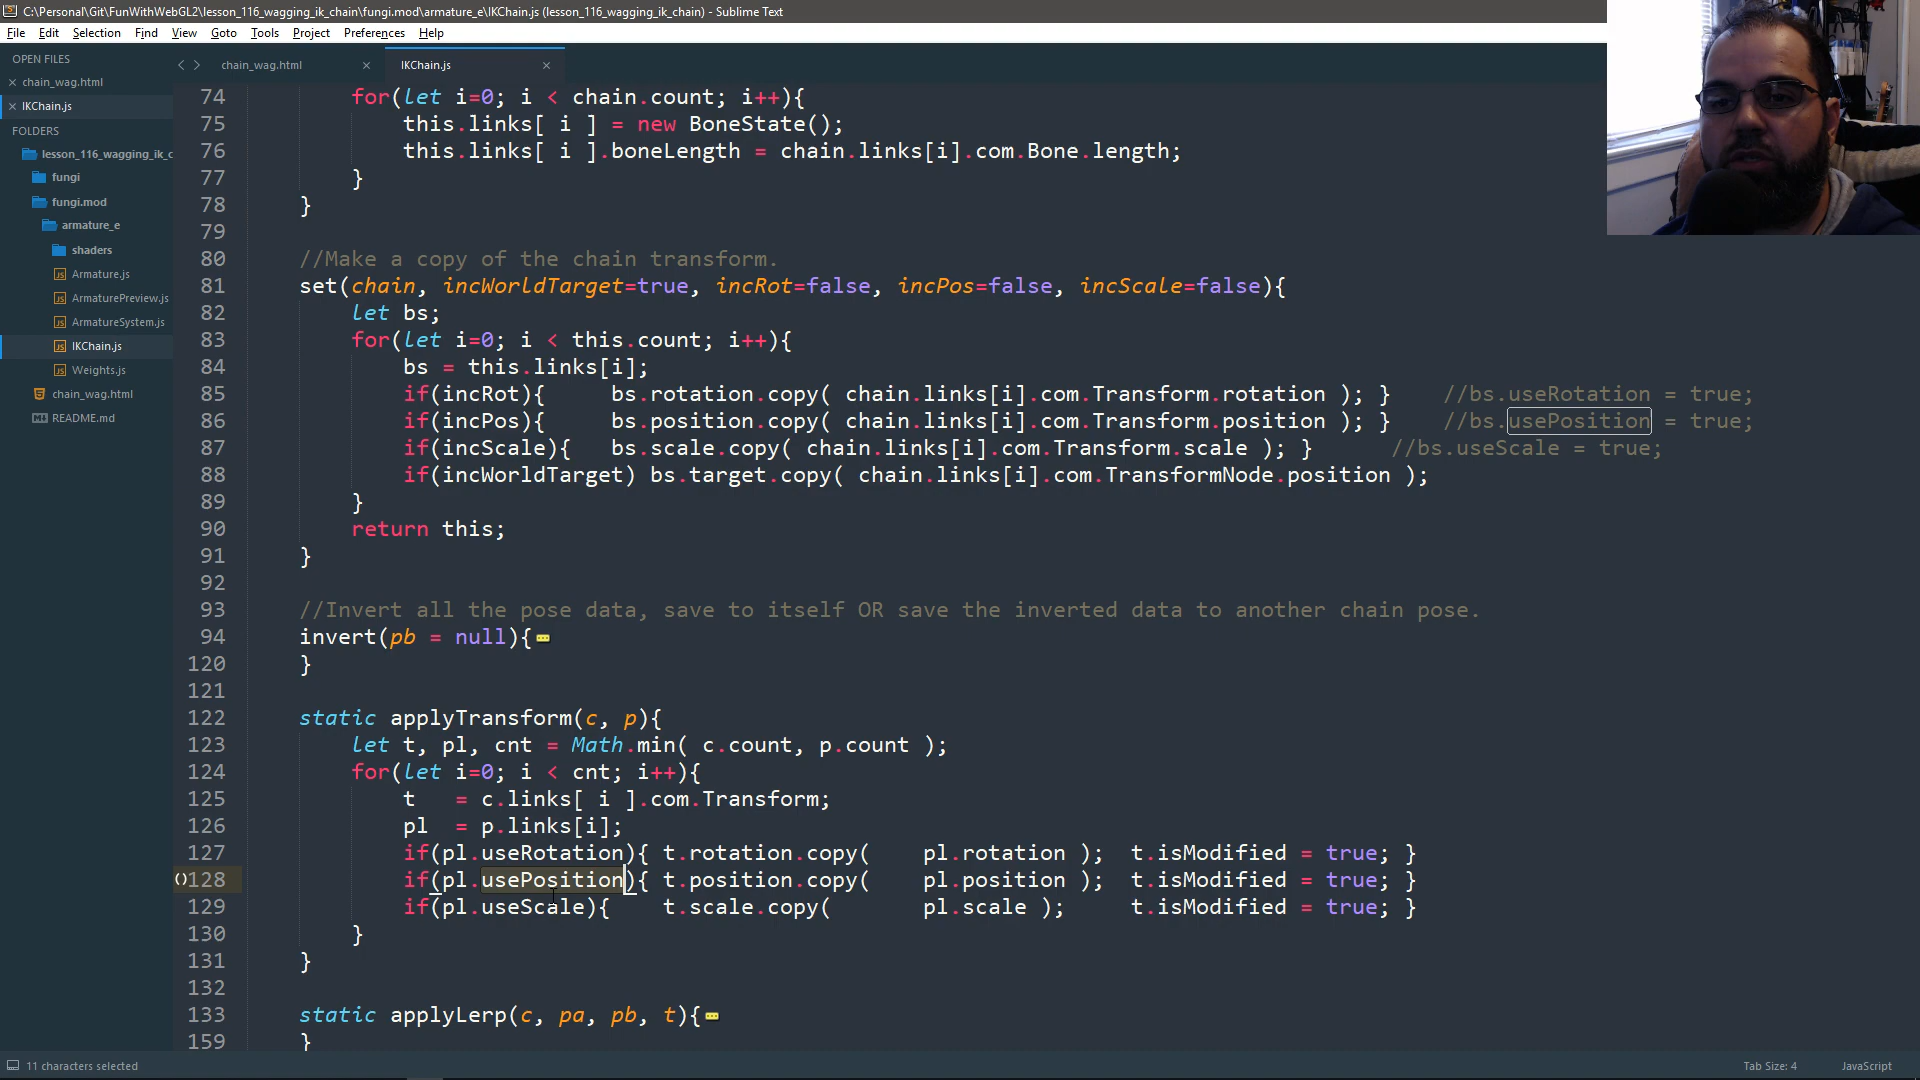 C:\Personal\Git\FunWithWebGL2\lesson_116_wagging_ik_chain\fungi.mod\armature_e\IKChain.js (lesson_116_wagging_ik_chain) - Sublime Text
File Edit Selection Find View Goto Tools Project Preferences Help
OPEN FILES
chain_wag.html
IKChain.js
FOLDERS
lesson_116_wagging_ik_c
fungi
fungi.mod
armature_e
shaders
Armature.js
ArmaturePreview.js
ArmatureSystem.js
IKChain.js
Weights.js
chain_wag.html
README.md
chain_wag.html × IKChain.js ×
74 for(let i=0; i < chain.count; i++){
75 this.links[ i ] = new BoneState();
76 this.links[ i ].boneLength = chain.links[i].com.Bone.length;
77 }
78 }
79
80 //Make a copy of the chain transform.
81 set(chain, incWorldTarget=true, incRot=false, incPos=false, incScale=false){
82 let bs;
83 for(let i=0; i < this.count; i++){
84 bs = this.links[i];
85 if(incRot){ bs.rotation.copy( chain.links[i].com.Transform.rotation ); } //bs.useRotation = true;
86 if(incPos){ bs.position.copy( chain.links[i].com.Transform.position ); } //bs.usePosition = true;
87 if(incScale){ bs.scale.copy( chain.links[i].com.Transform.scale ); } //bs.useScale = true;
88 if(incWorldTarget) bs.target.copy( chain.links[i].com.TransformNode.position );
89 }
90 return this;
91 }
92
93 //Invert all the pose data, save to itself OR save the inverted data to another chain pose.
94 invert(pb = null){
120 }
121
122 static applyTransform(c, p){
123 let t, pl, cnt = Math.min( c.count, p.count );
124 for(let i=0; i < cnt; i++){
125 t = c.links[ i ].com.Transform;
126 pl = p.links[i];
127 if(pl.useRotation){ t.rotation.copy( pl.rotation ); t.isModified = true; }
128 if(pl.usePosition){ t.position.copy( pl.position ); t.isModified = true; }
129 if(pl.useScale){ t.scale.copy( pl.scale ); t.isModified = true; }
130 }
131 }
132
133 static applyLerp(c, pa, pb, t){
159 }
11 characters selected
Tab Size: 4 JavaScript